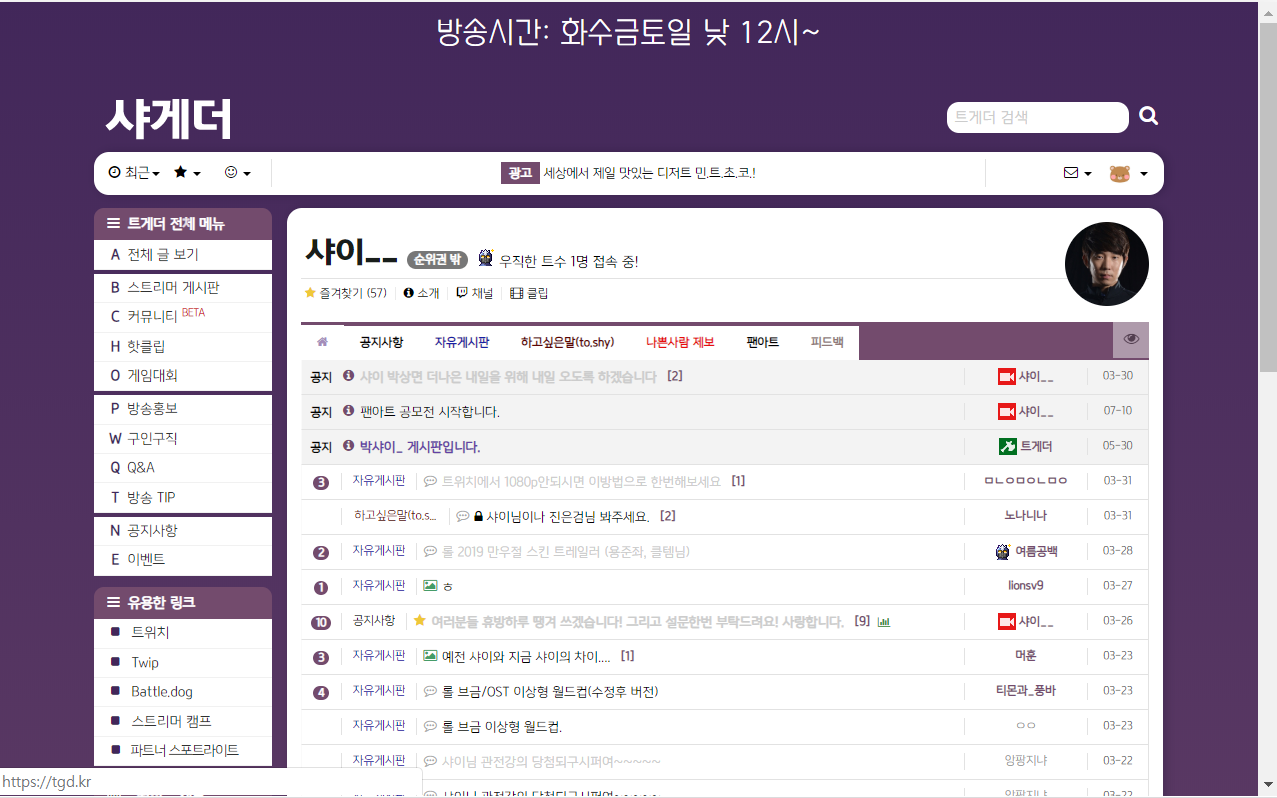 방송시간: 화수금토일 낮 12시~
샤게더
트게더 검색
최근
광고 세상에서 제일 맛있는 디저트 민.트.초.코.!
트게더 전체 메뉴
A 전체 글 보기
B 스트리머 게시판
C 커뮤니티 BETA
H 핫클립
O 게임대회
P 방송홍보
W 구인구직
Q Q&A
T 방송 TIP
N 공지사항
E 이벤트
유용한 링크
트위치
Twip
Battle.dog
스트리머 캠프
파트너 스포트라이트
샤이__ 순위권 밖 우직한 트수 1명 접속 중!
즐겨찾기 (57) 소개 채널 클립
공지사항 자유게시판 하고싶은말(to,shy) 나쁜사람 제보 팬아트 피드백
공지 샤이 박상면 더나은 내일을 위해 내일 오도록 하겠습니다 [2] 샤이__ 03-30
공지 팬아트 공모전 시작합니다. 샤이__ 07-10
공지 박샤이_ 게시판입니다. 트게더 05-30
3 자유게시판 트위치에서 1080p안되시면 이방법으로 한번해보세요 [1] ㅁㄴㅇㅁㅇㄴㅁㅇ 03-31
하고싶은말(to,s... 샤이님이나 진은검님 봐주세요. [2] 노나니나 03-31
2 자유게시판 롤 2019 만우절 스킨 트레일러 (용준좌, 클템님) 여름공백 03-28
1 자유게시판 ㅎ lionsv9 03-27
10 공지사항 여러분들 휴방하루 땡겨 쓰겠습니다! 그리고 설문한번 부탁드려요! 사랑합니다. [9] 샤이__ 03-26
3 자유게시판 예전 샤이와 지금 샤이의 차이.... [1] 머훈 03-23
4 자유게시판 롤 브금/OST 이상형 월드컵(수정후 버전) 티몬과_품바 03-23
자유게시판 롤 브금 이상형 월드컵. ㅇㅇ 03-23
자유게시판 샤이님 관전강의 당첨되구시퍼여~~~~~ 앙팡지냐 03-22
샤이님 관전강의 당첨되구시퍼여~~~~ 앙팡지냐 03-22
https://tgd.kr